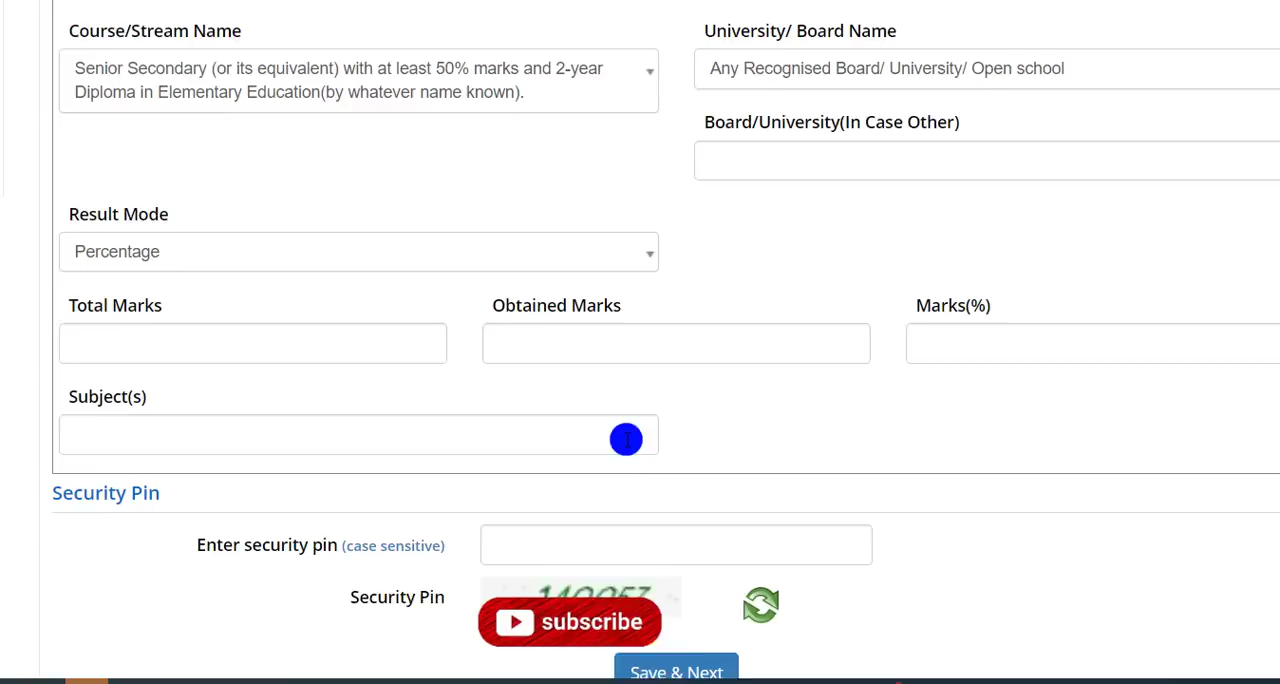 Course/Stream Name
University/ Board Name
Senior Secondary (or its equivalent) with at least 50% marks and 2-year
Diploma in Elementary Education(by whatever name known).
Any Recognised Board/ University/ Open school
Board/University(In Case Other)
Result Mode
Percentage
Total Marks
Obtained Marks
Marks(%)
Subject(s)
Security Pin
Enter security pin (case sensitive)
Security Pin
subscribe
Save & Next